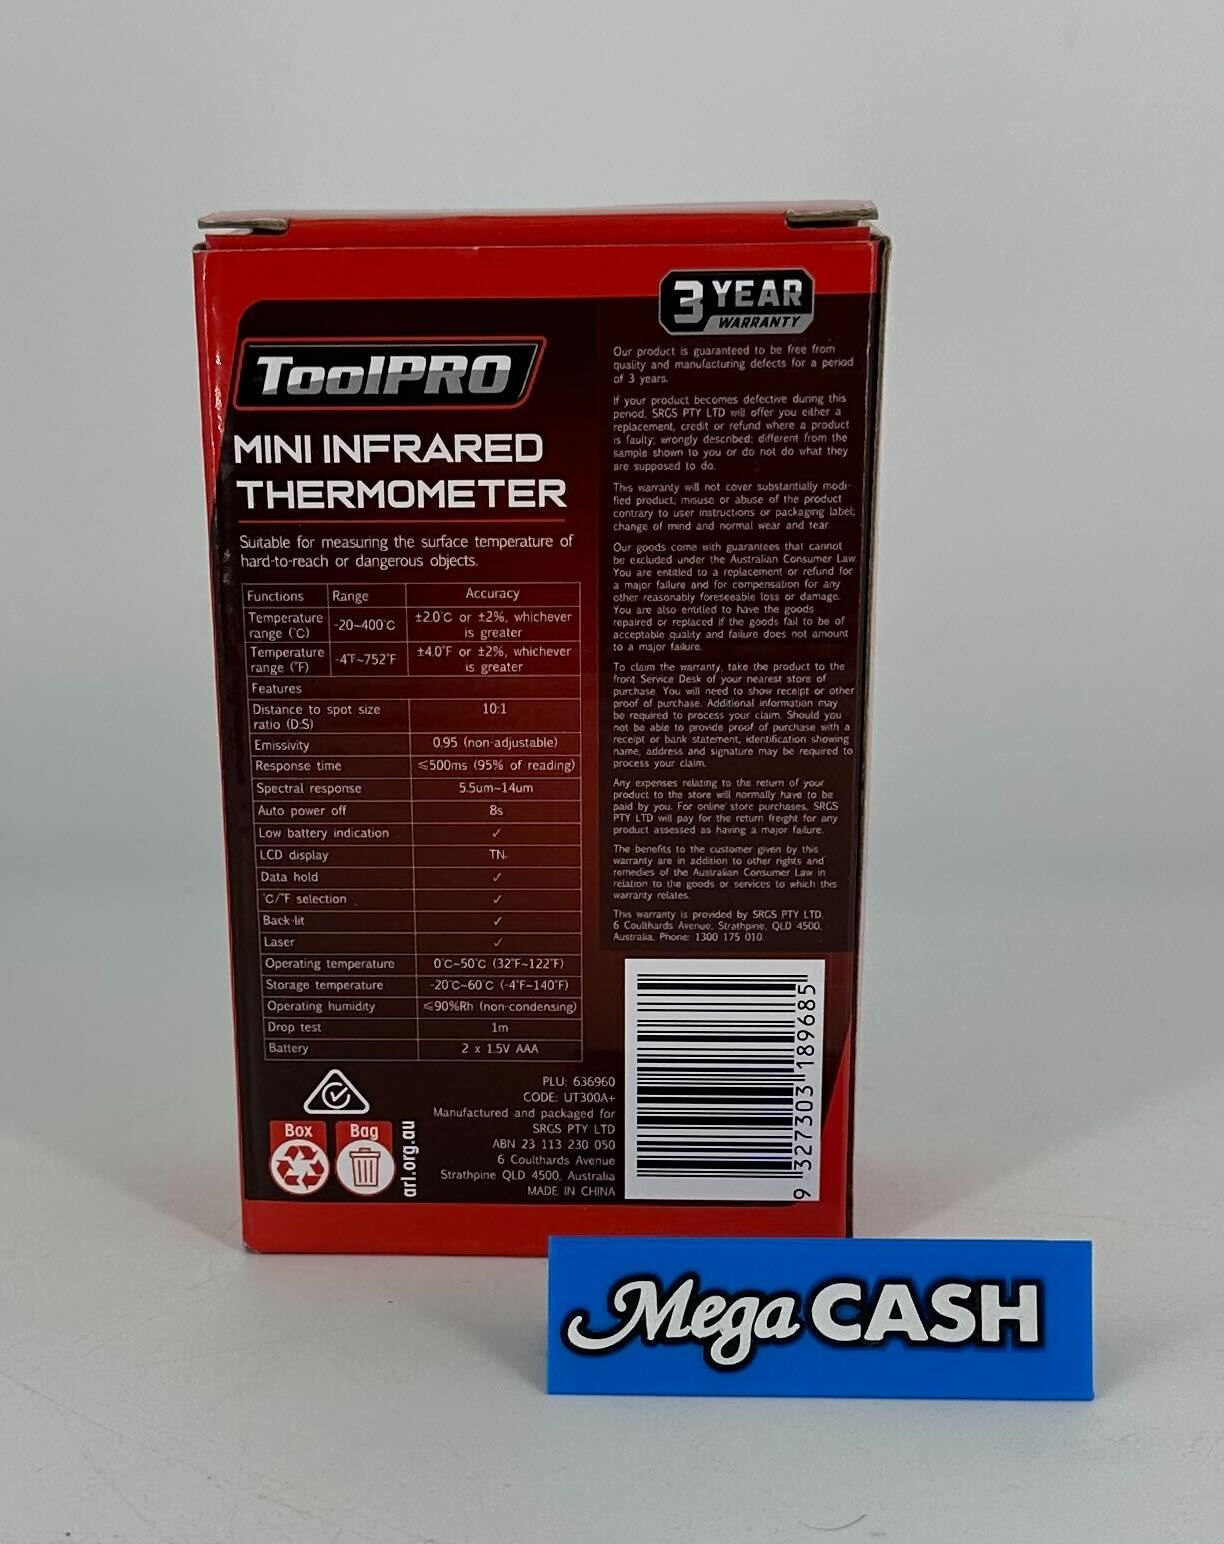 ToolPRO
MINI INFRARED
THERMOMETER
Suitable for measuring the surface temperature of
hard-to-reach or dangerous objects.
Functions Range Accuracy
Temperature range (°C) -20~400°C ±2.0°C or ±2%, whichever is greater
Temperature range (°F) -4°F~752°F ±4.0°F or ±2%, whichever is greater
Features
Distance to spot size ratio (D:S) 10:1
Emissivity 0.95 (non-adjustable)
Response time ≤500ms (95% of reading)
Spectral response 5.5um~14um
Auto power off 8s
Low battery indication ✓
LCD display TN
Data hold ✓
°C/°F selection ✓
Back-lit ✓
Laser ✓
Operating temperature 0°C~50°C (32°F~122°F)
Storage temperature -20°C~60°C (-4°F~140°F)
Operating humidity ≤90%Rh (non-condensing)
Drop test 1m
Battery 2 x 1.5V AAA
Box
Bag
arl.org.au
PLU: 636960
CODE: UT300A+
Manufactured and packaged for
SRGS PTY LTD
ABN 23 113 230 050
6 Coulthards Avenue
Strathpine QLD 4500, Australia
MADE IN CHINA
3 YEAR
WARRANTY
Our product is guaranteed to be free from
quality and manufacturing defects for a period
of 3 years.
If your product becomes defective during this
period, SRGS PTY LTD will offer you either a
replacement, credit or refund where a product
is faulty; wrongly described; different from the
sample shown to you or do not do what they
are supposed to do.
This warranty will not cover substantially modi-
fied product; misuse or abuse of the product
contrary to user instructions or packaging label;
change of mind and normal wear and tear.
Our goods come with guarantees that cannot
be excluded under the Australian Consumer Law
You are entitled to a replacement or refund for
a major failure and for compensation for any
other reasonably foreseeable loss or damage.
You are also entitled to have the goods
repaired or replaced if the goods fail to be of
acceptable quality and failure does not amount
to a major failure.
To claim the warranty, take the product to the
front Service Desk of your nearest store of
purchase. You will need to show receipt or other
proof of purchase. Additional information may
be required to process your claim. Should you
not be able to provide proof of purchase with a
receipt or bank statement, identification showing
name, address and signature may be required to
process your claim.
Any expenses relating to the return of your
product to the store will normally have to be
paid by you. For online store purchases, SRGS
PTY LTD will pay for the return freight for any
product assessed as having a major failure.
The benefits to the customer given by this
warranty are in addition to other rights and
remedies of the Australian Consumer Law in
relation to the goods or services to which this
warranty relates.
This warranty is provided by SRGS PTY LTD.
6 Coulthards Avenue, Strathpine, QLD 4500,
Australia, Phone: 1300 175 010.
9 327303 189685
Mega CASH